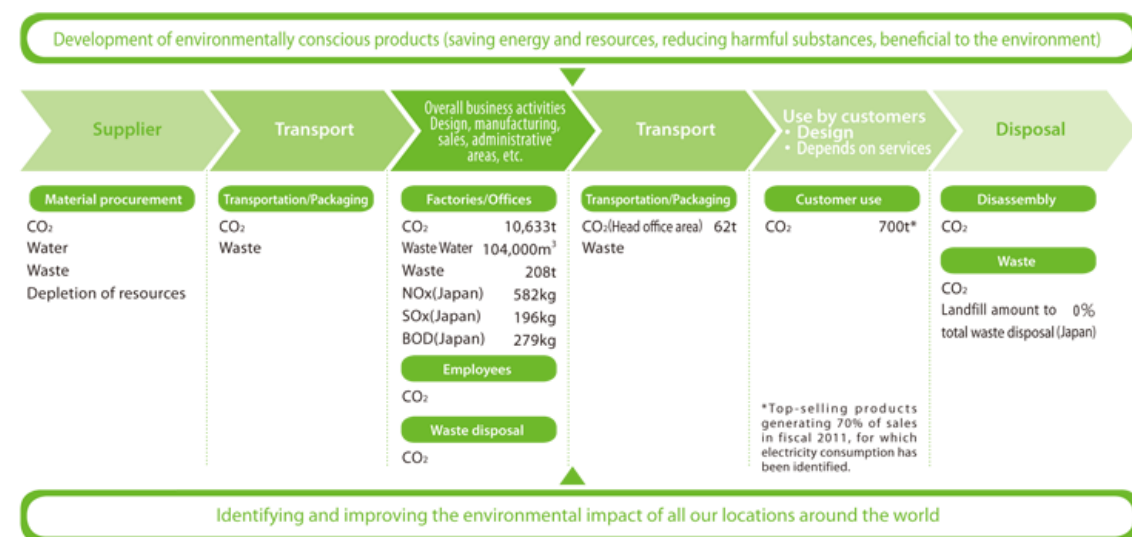 Development of environmentally conscious products (saving energy and resources, reducing harmful substances, beneficial to the environment)
Supplier
Transport
Overall business activities
Design, manufacturing,
sales, administrative
areas, etc.
Transport
Use by customers
• Design
• Depends on services
Disposal
Material procurement
CO₂
Water
Waste
Depletion of resources
Transportation/Packaging
CO₂
Waste
Factories/Offices
CO₂ 10,633t
Waste Water 104,000m³
Waste 208t
NOx(Japan) 582kg
SOx(Japan) 196kg
BOD(Japan) 279kg
Employees
CO₂
Waste disposal
CO₂
Transportation/Packaging
CO₂(Head office area) 62t
Waste
Customer use
CO₂ 700t*
*Top-selling products
generating 70% of sales
in fiscal 2011, for which
electricity consumption has
been identified.
Disassembly
CO₂
Waste
CO₂
Landfill amount to 0%
total waste disposal (Japan)
Identifying and improving the environmental impact of all our locations around the world